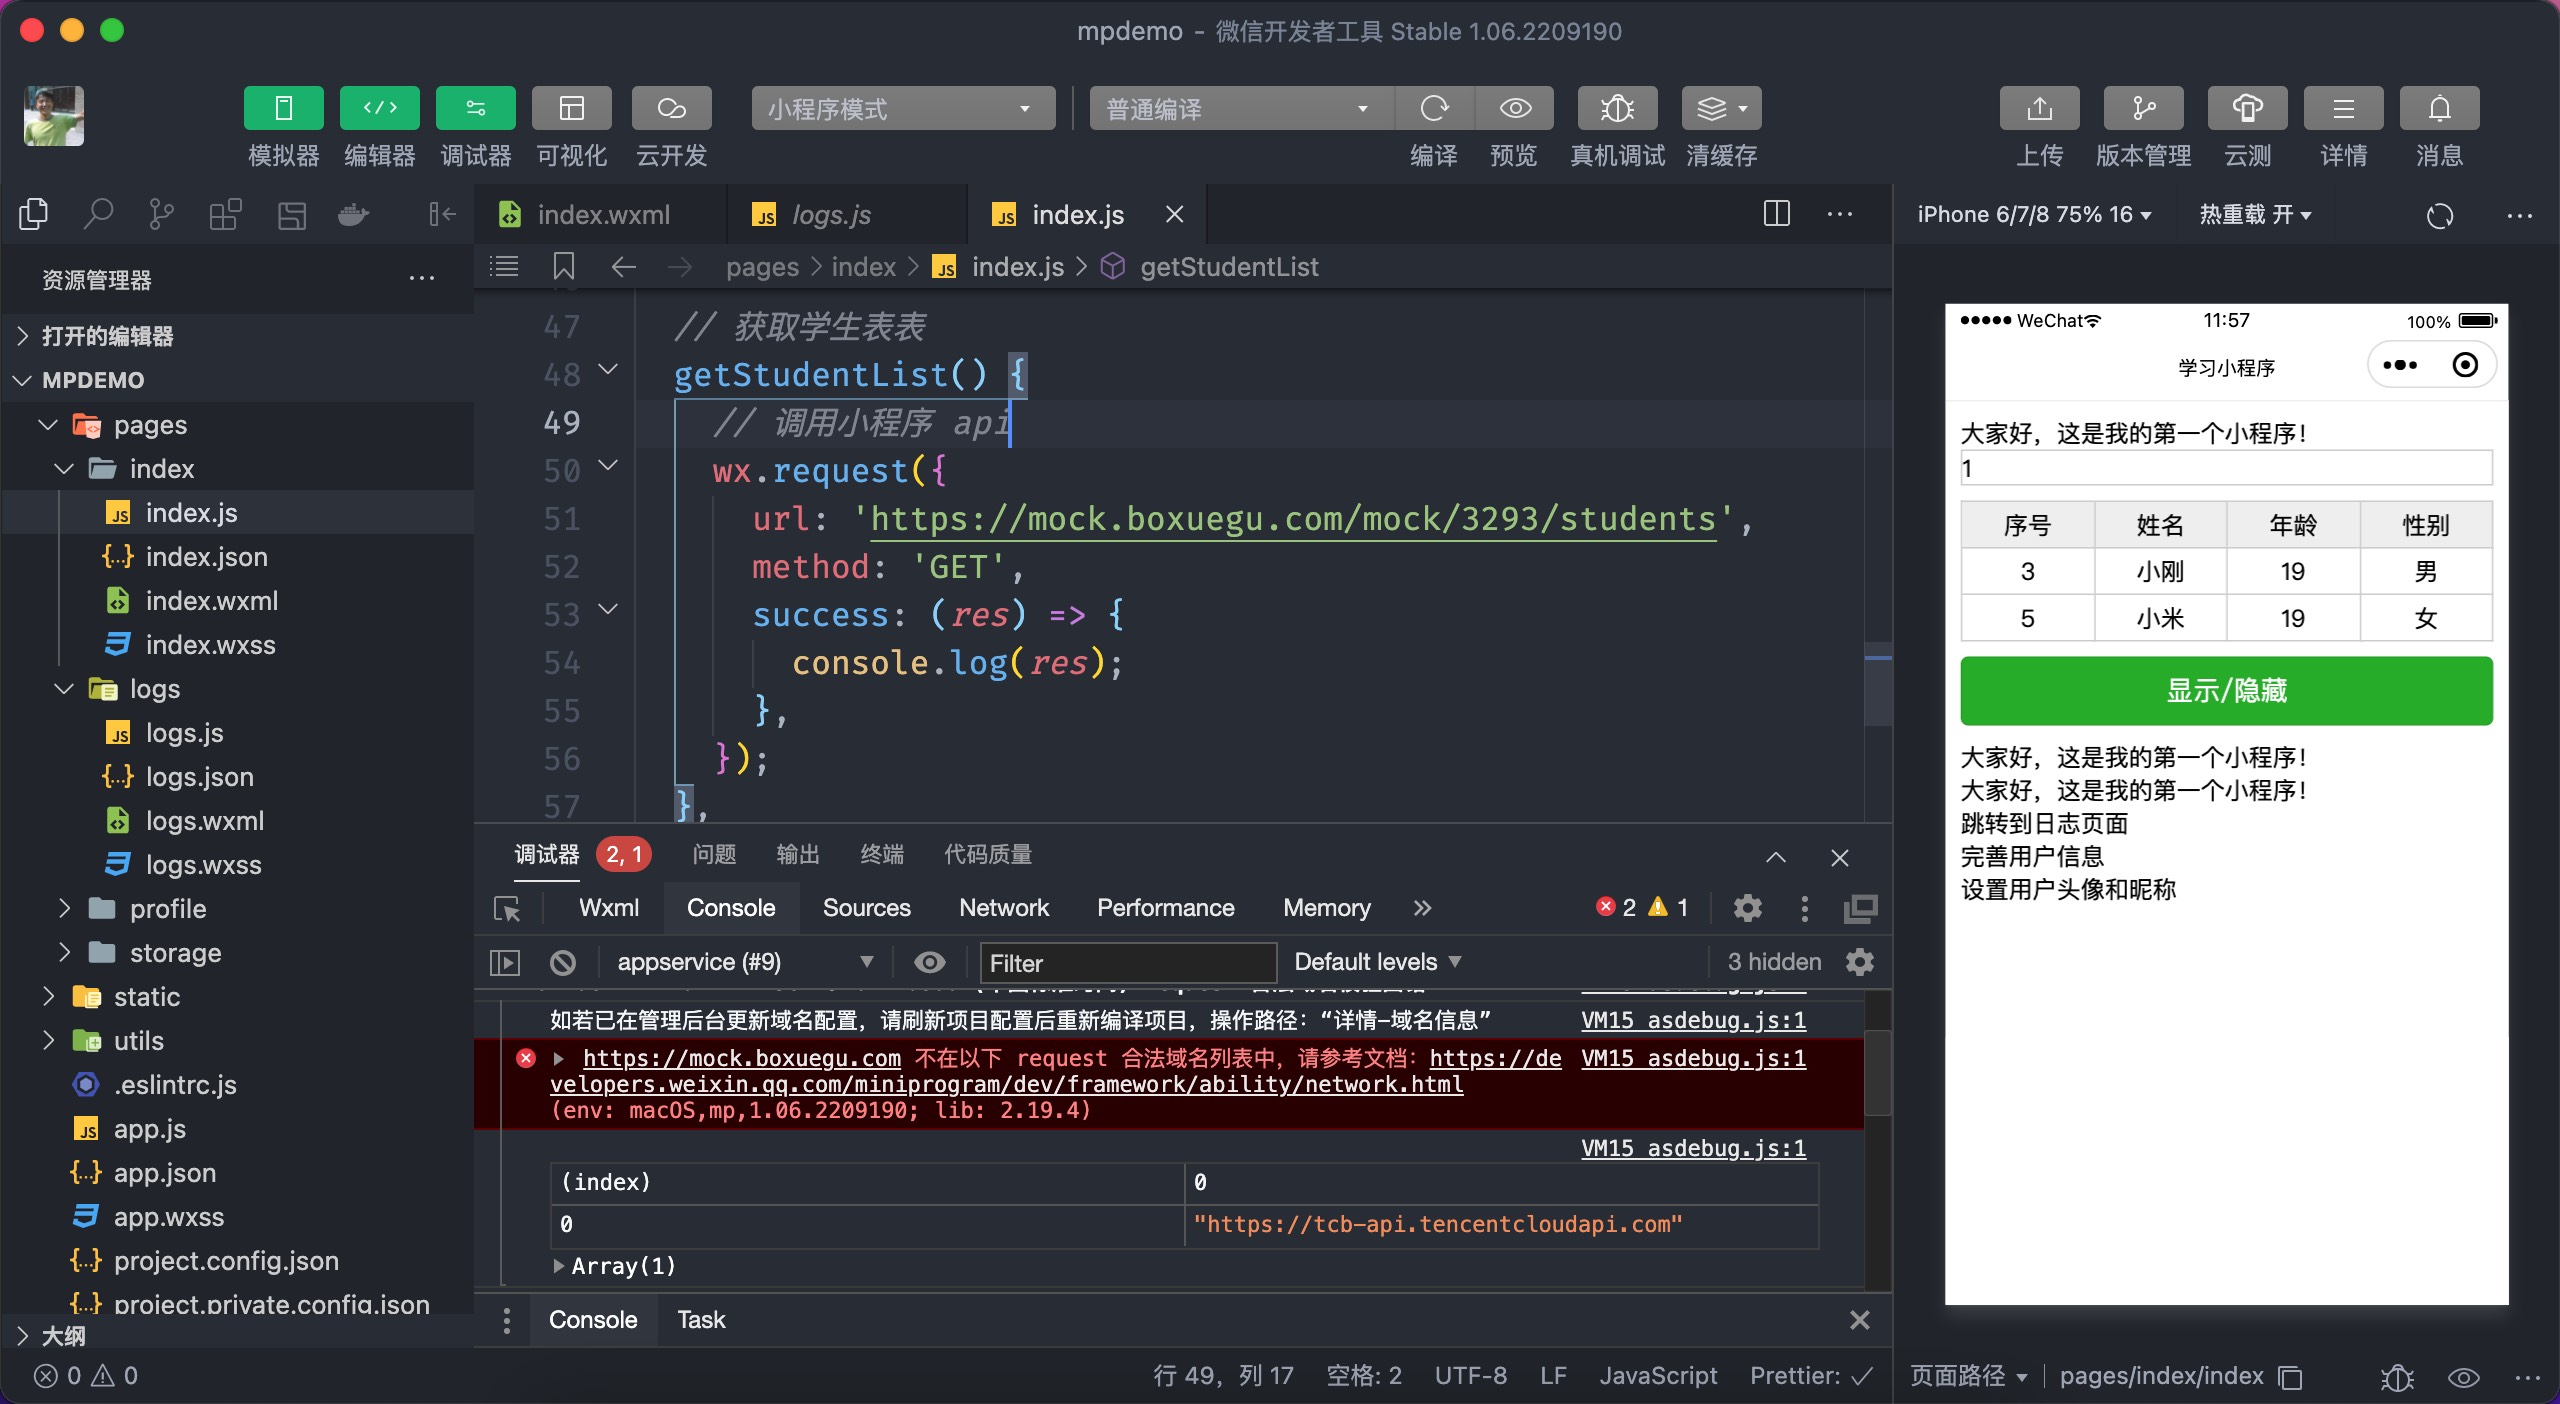 mpdemo - 微信开发者工具 Stable 1.06.2209190
小程序模式
普通编译
模拟器 编辑器 调试器 可视化 云开发
编译 预览 真机调试 清缓存
上传 版本管理 云测 详情 消息
资源管理器
打开的编辑器
MPDEMO
pages
index
index.js
index.json
index.wxml
index.wxss
logs
logs.js
logs.json
logs.wxml
logs.wxss
profile
storage
static
utils
.eslintrc.js
app.js
app.json
app.wxss
project.config.json
project.private.config.json
大纲
0 0
index.wxml
logs.js
index.js
pages > index > index.js > getStudentList
47 // 获取学生表表
48 getStudentList() {
49 // 调用小程序 api
50 wx.request({
51 url: 'https://mock.boxuegu.com/mock/3293/students',
52 method: 'GET',
53 success: (res) => {
54 console.log(res);
55 },
56 });
57 },
调试器 2, 1 问题 输出 终端 代码质量
Wxml Console Sources Network Performance Memory » 2 1
appservice (#9) Filter Default levels 3 hidden
如若已在管理后台更新域名配置，请刷新项目配置后重新编译项目，操作路径：“详情-域名信息” VM15 asdebug.js:1
https://mock.boxuegu.com 不在以下 request 合法域名列表中，请参考文档：https://de VM15 asdebug.js:1
velopers.weixin.qq.com/miniprogram/dev/framework/ability/network.html
(env: macOS,mp,1.06.2209190; lib: 2.19.4)
VM15 asdebug.js:1
(index) 0
0 "https://tcb-api.tencentcloudapi.com"
Array(1)
Console Task
行 49，列 17 空格: 2 UTF-8 LF JavaScript Prettier: ✓
iPhone 6/7/8 75% 16 热重载 开
WeChat 11:57 100%
学习小程序
大家好，这是我的第一个小程序！
1
序号 姓名 年龄 性别
3 小刚 19 男
5 小米 19 女
显示/隐藏
大家好，这是我的第一个小程序！
大家好，这是我的第一个小程序！
跳转到日志页面
完善用户信息
设置用户头像和昵称
页面路径 pages/index/index